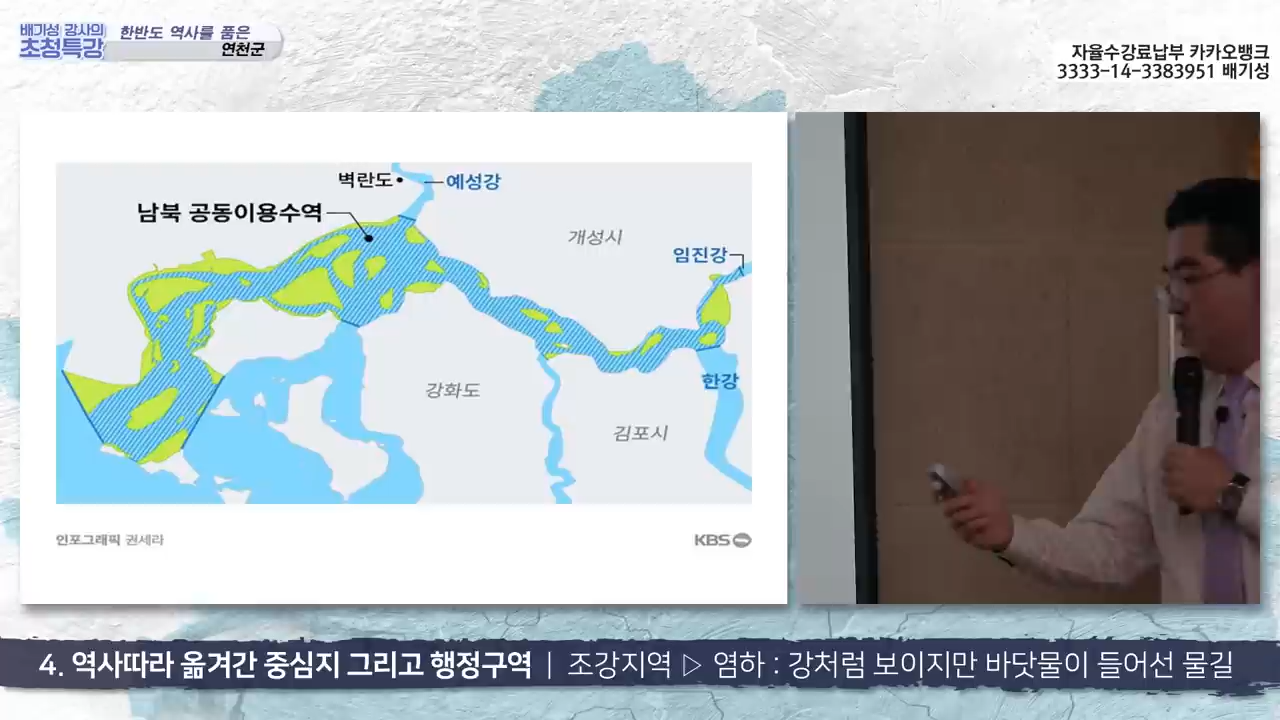 배기성 강사의
초청특강
한반도 역사를 품은
연천군
자율수강료납부 카카오뱅크
3333-14-3383951 배기성
벽란도
예성강
남북 공동이용수역
개성시
임진강
강화도
한강
김포시
인포그래픽 권세라
KBS
4. 역사따라 옮겨간 중심지 그리고 행정구역 | 조강지역 ▷ 염하 : 강처럼 보이지만 바닷물이 들어선 물길